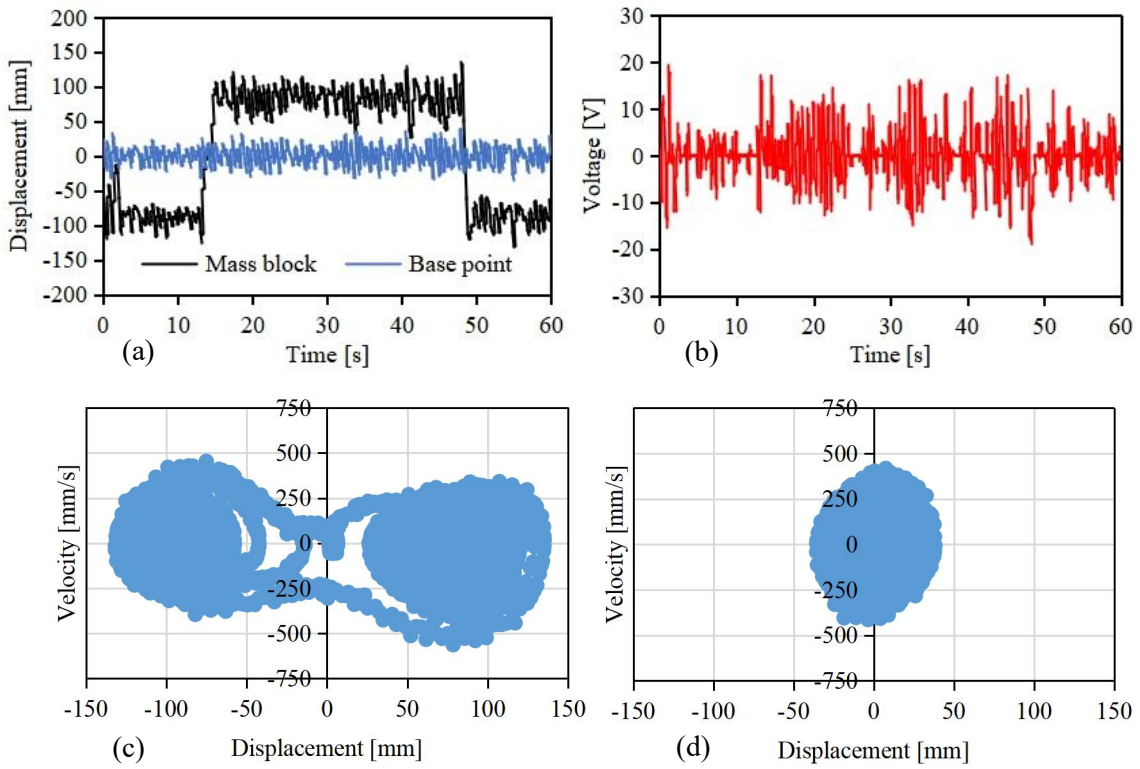 200
150
100
50
0
-50
-100
-150
-200
Displacement [mm]
Mass block
Base point
0 10 20 30 40 50 60
(a)
Time [s]
30
20
10
0
-10
-20
-30
Voltage [V]
0 10 20 30 40 50 60
(b)
Time [s]
750
500
250
0
-250
-500
-750
Velocity [mm/s]
-150 -100 -50 0 50 100 150
(c)
Displacement [mm]
750
500
250
0
-250
-500
-750
Velocity [mm/s]
-150 -100 -50 0 50 100 150
(d)
Displacement [mm]